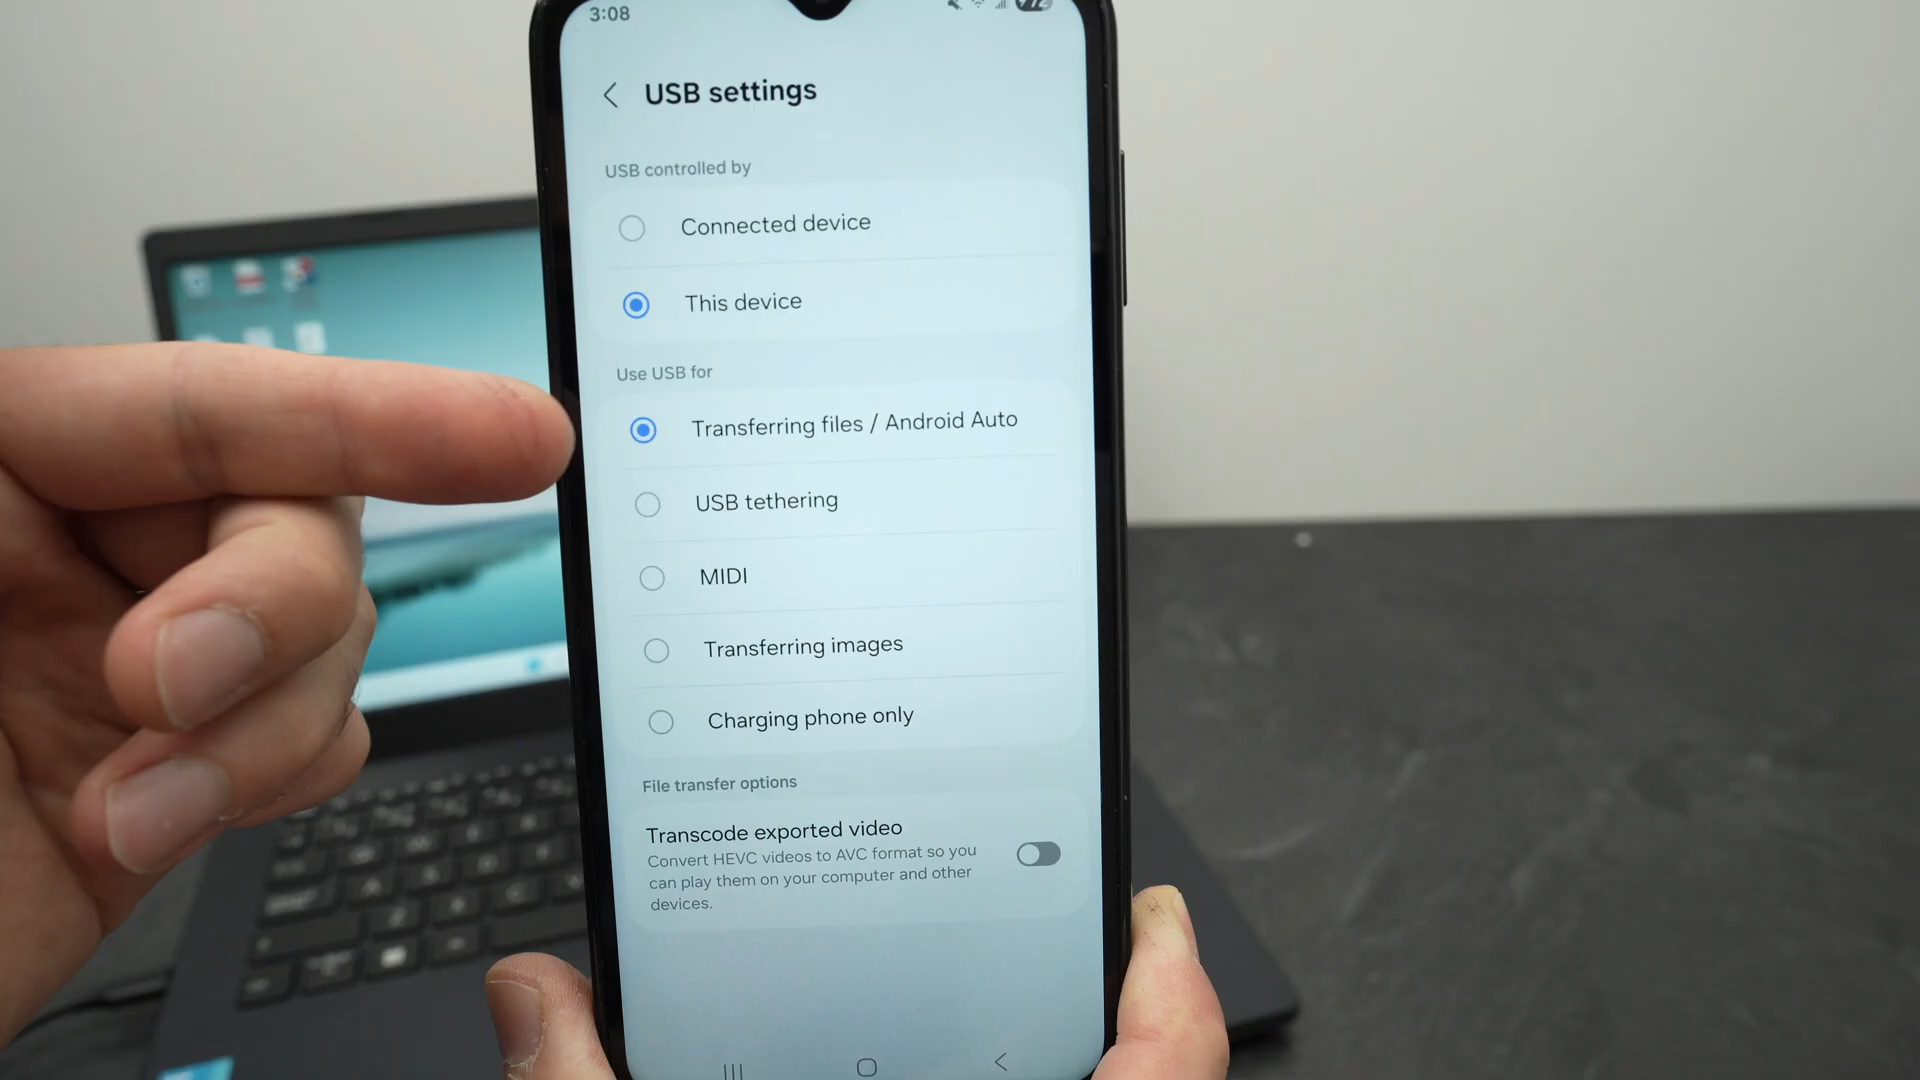 3:08
72
USB settings
USB controlled by
Connected device
This device
Use USB for
Transferring files / Android Auto
USB tethering
MIDI
Transferring images
Charging phone only
File transfer options
Transcode exported video
Convert HEVC videos to AVC format so you
can play them on your computer and other
devices.